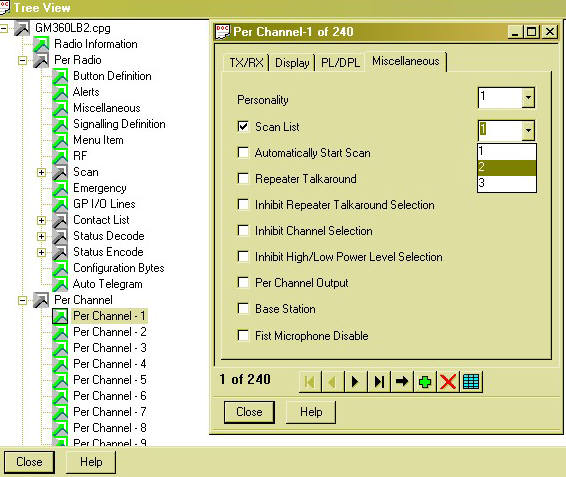 Tree View
GM360LB2.cpg
Radio Information
Per Radio
Button Definition
Alerts
Miscellaneous
Signalling Definition
Menu Item
RF
Scan
Emergency
GP I/O Lines
Contact List
Status Decode
Status Encode
Configuration Bytes
Auto Telegram
Per Channel
Per Channel - 1
Per Channel - 2
Per Channel - 3
Per Channel - 4
Per Channel - 5
Per Channel - 6
Per Channel - 7
Per Channel - 8
Per Channel - 9
Close Help
DOC Per Channel-1 of 240
TX/RX Display PL/DPL Miscellaneous
Personality 1
Scan List 1
1
2
3
Automatically Start Scan
Repeater Talkaround
Inhibit Repeater Talkaround Selection
Inhibit Channel Selection
Inhibit High/Low Power Level Selection
Per Channel Output
Base Station
Fist Microphone Disable
1 of 240
Close Help